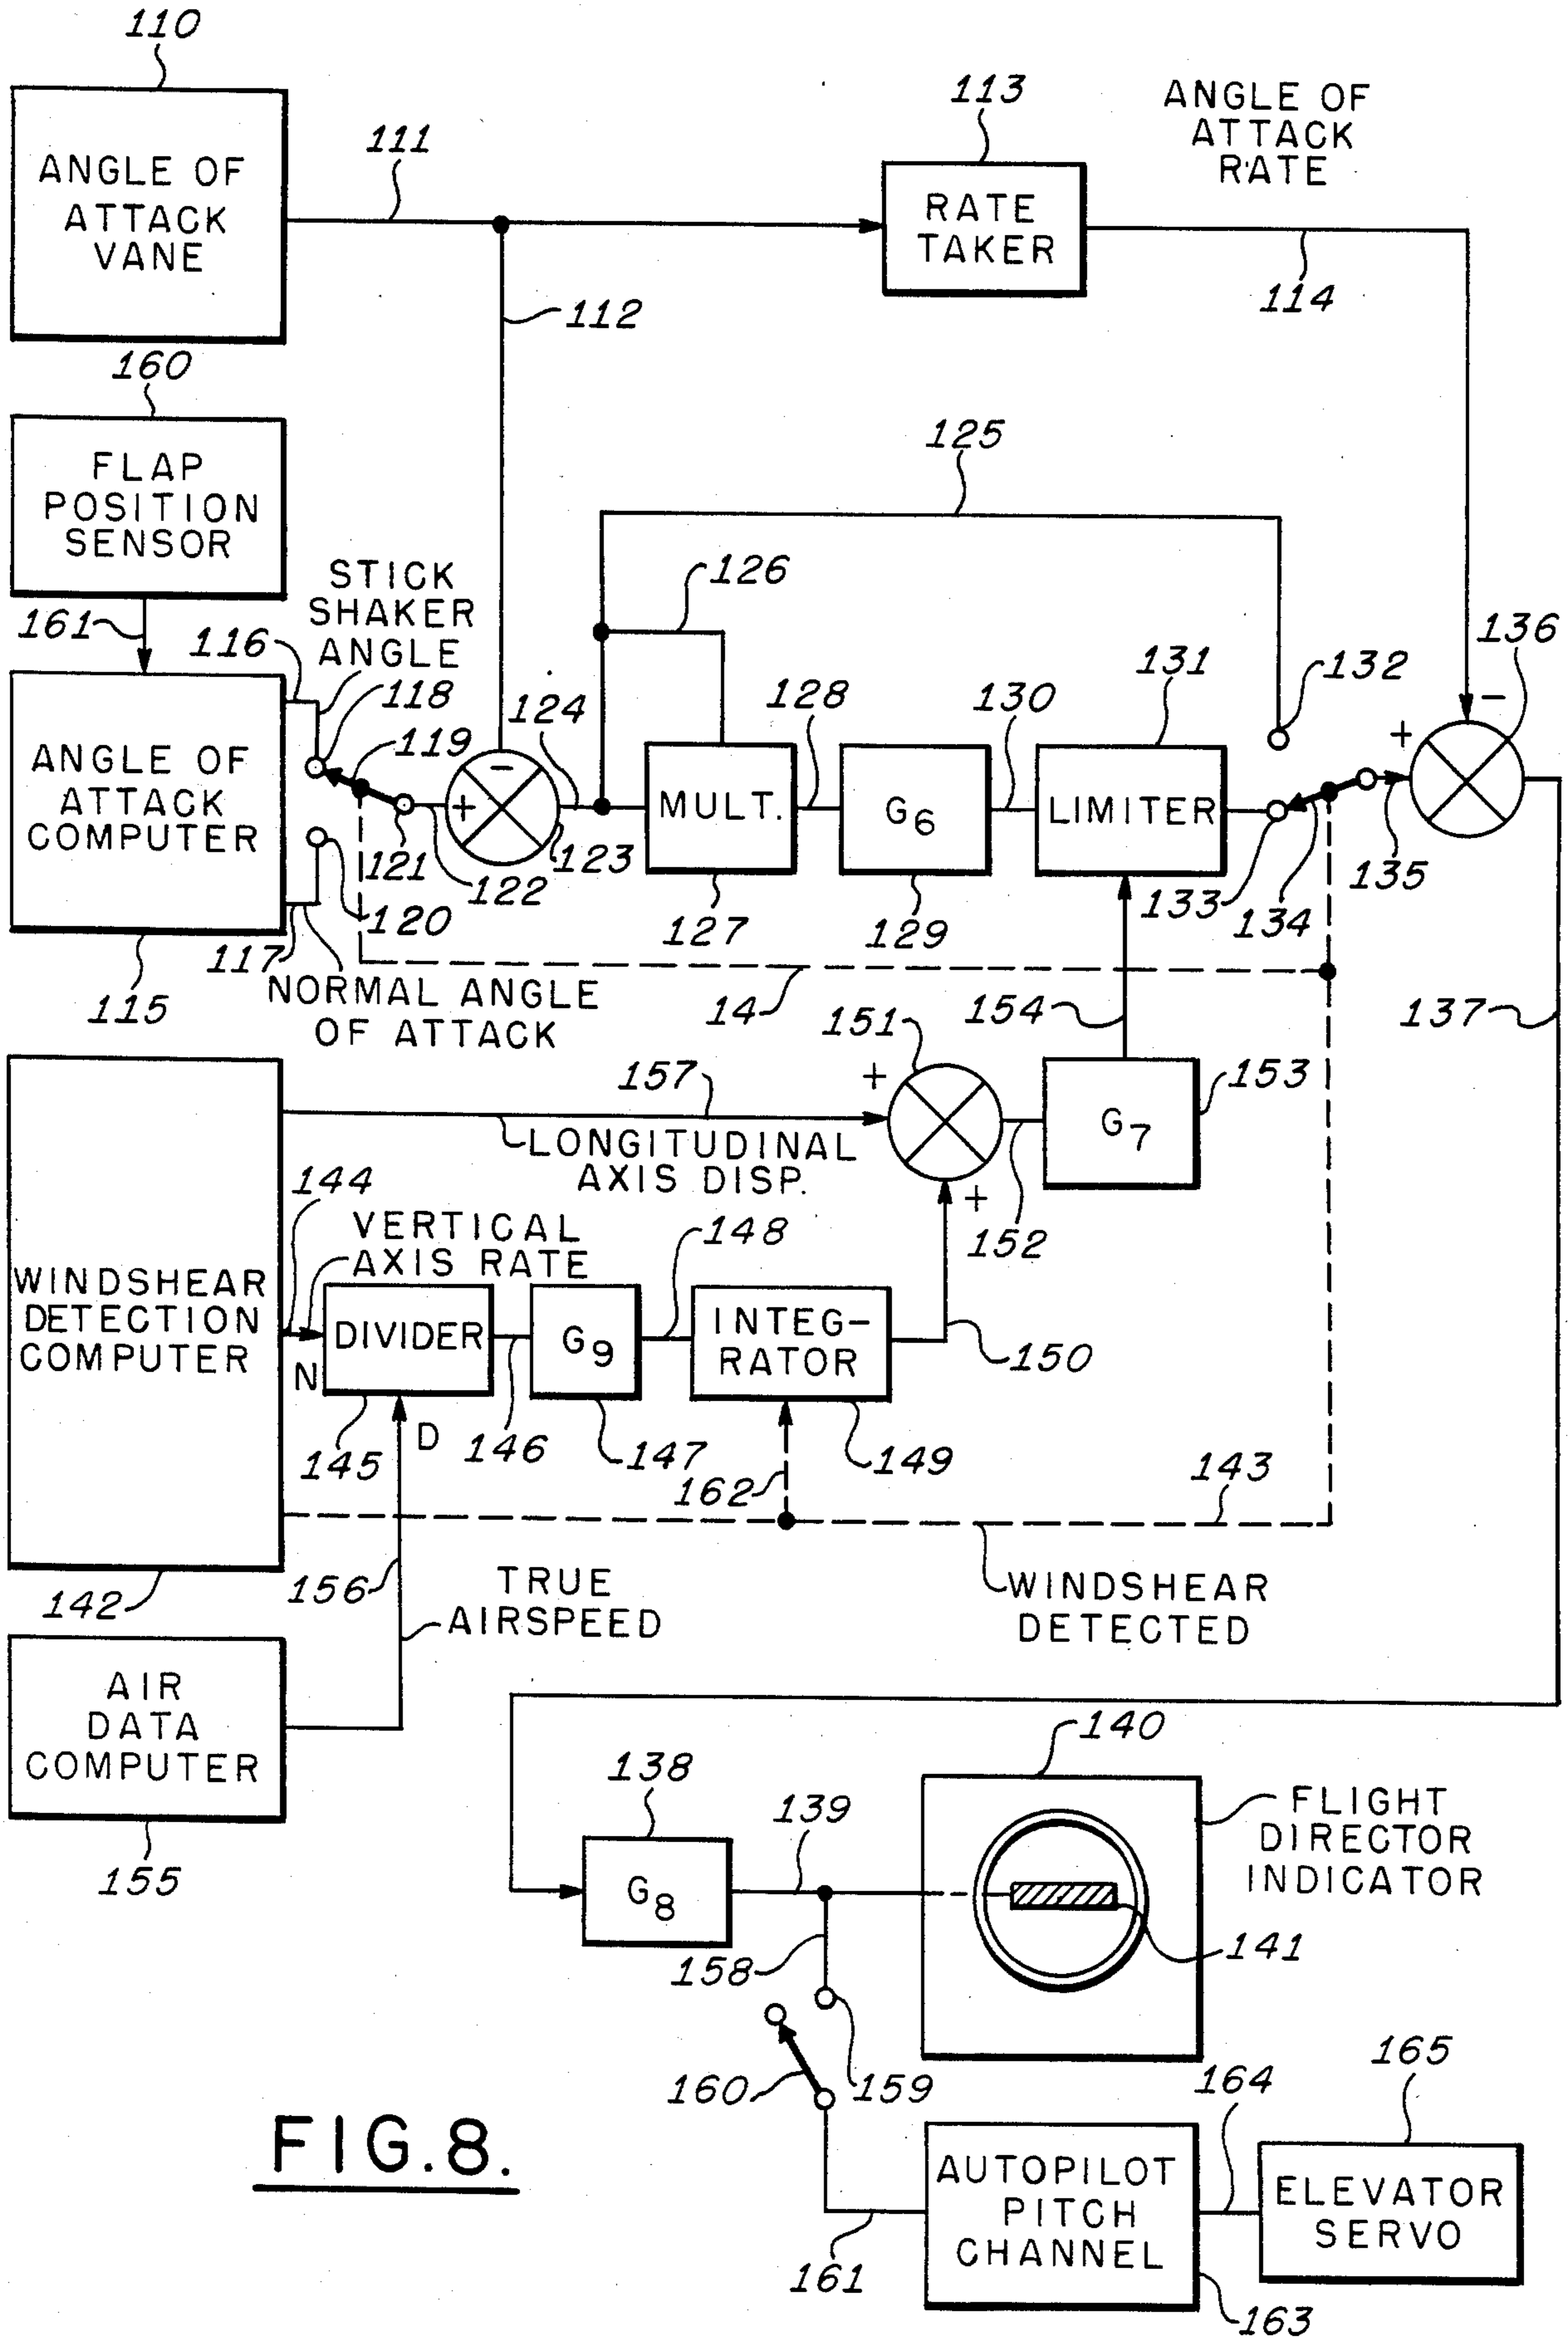 110
ANGLE OF
ATTACK
VANE
111
112
113
RATE
TAKER
ANGLE OF
ATTACK
RATE
114
160
FLAP
POSITION
SENSOR
161
125
126
STICK
SHAKER
ANGLE
116
118
119
ANGLE OF
ATTACK
COMPUTER
115
117
120
121
122
NORMAL ANGLE
OF ATTACK
−
+
123
124
MULT.
127
128
G6
129
130
LIMITER
131
132
133
134
135
136
+
−
137
14
154
151
+
157
LONGITUDINAL
AXIS DISP.
+
152
G7
153
WINDSHEAR
DETECTION
COMPUTER
142
144
VERTICAL
AXIS RATE
N
DIVIDER
145
D
146
G9
147
148
INTEG-
RATOR
149
150
162
143
WINDSHEAR
DETECTED
156
TRUE
AIRSPEED
AIR
DATA
COMPUTER
155
138
G8
139
140
FLIGHT
DIRECTOR
INDICATOR
141
158
159
160
161
AUTOPILOT
PITCH
CHANNEL
163
164
165
ELEVATOR
SERVO
FIG.8.